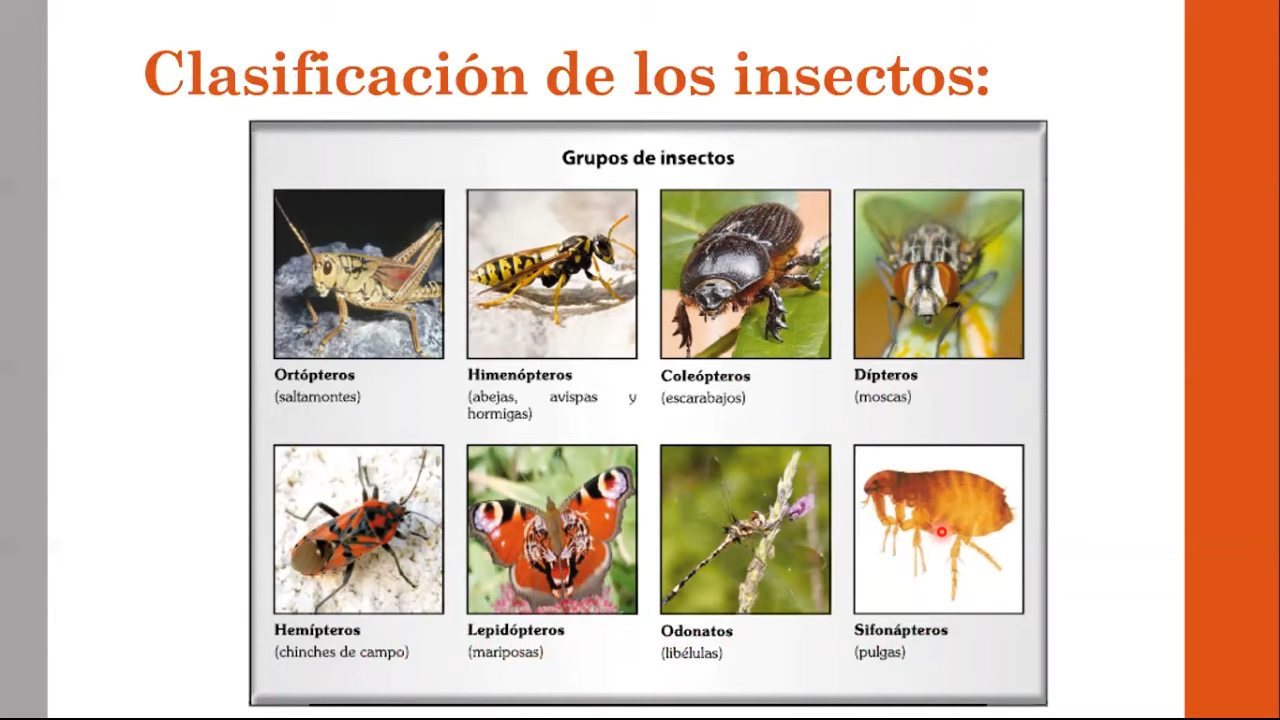 Clasificación de los insectos:
Grupos de insectos
Ortópteros
(saltamontes)
Himenópteros
(abejas, avispas y
hormigas)
Coleópteros
(escarabajos)
Dípteros
(moscas)
Hemípteros
(chinches de campo)
Lepidópteros
(mariposas)
Odonatos
(libélulas)
Sifonápteros
(pulgas)